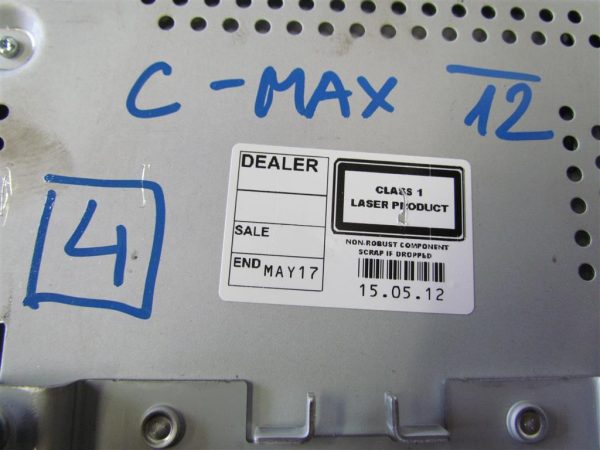 C-MAX 12
4
DEALER
SALE
END MAY17
CLASS 1
LASER PRODUCT
NON-ROBUST COMPONENT
SCRAP IF DROPPED
15.05.12